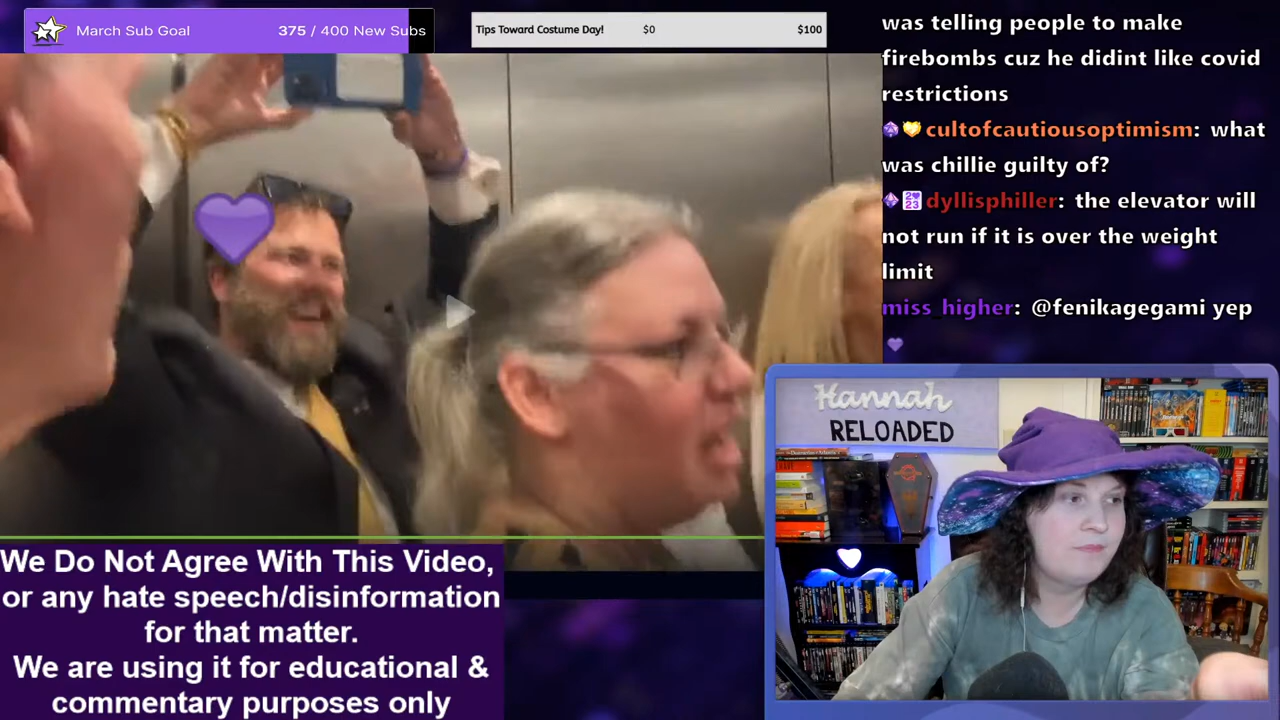 March Sub Goal 375 / 400 New Subs
Tips Toward Costume Day! $0 $100
was telling people to make
firebombs cuz he didint like covid
restrictions
cultofcautiousoptimism: what
was chillie guilty of?
dyllisphiller: the elevator will
not run if it is over the weight
limit
miss_higher: @fenikagegami yep
Hannah
RELOADED
We Do Not Agree With This Video,
or any hate speech/disinformation
for that matter.
We are using it for educational &
commentary purposes only